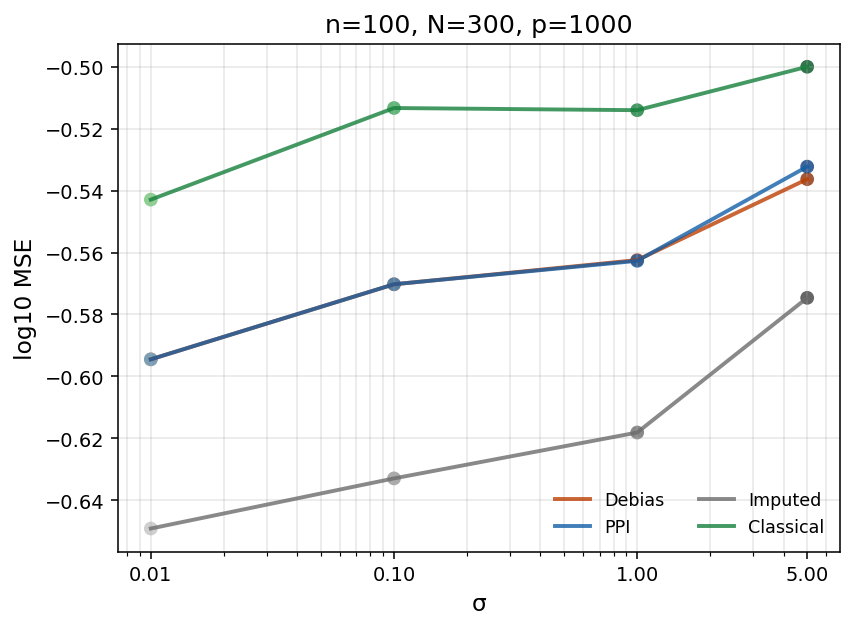 n=100, N=300, p=1000
log10 MSE
−0.50
−0.52
−0.54
−0.56
−0.58
−0.60
−0.62
−0.64
Debias
PPI
Imputed
Classical
0.01 0.10 1.00 5.00
σ